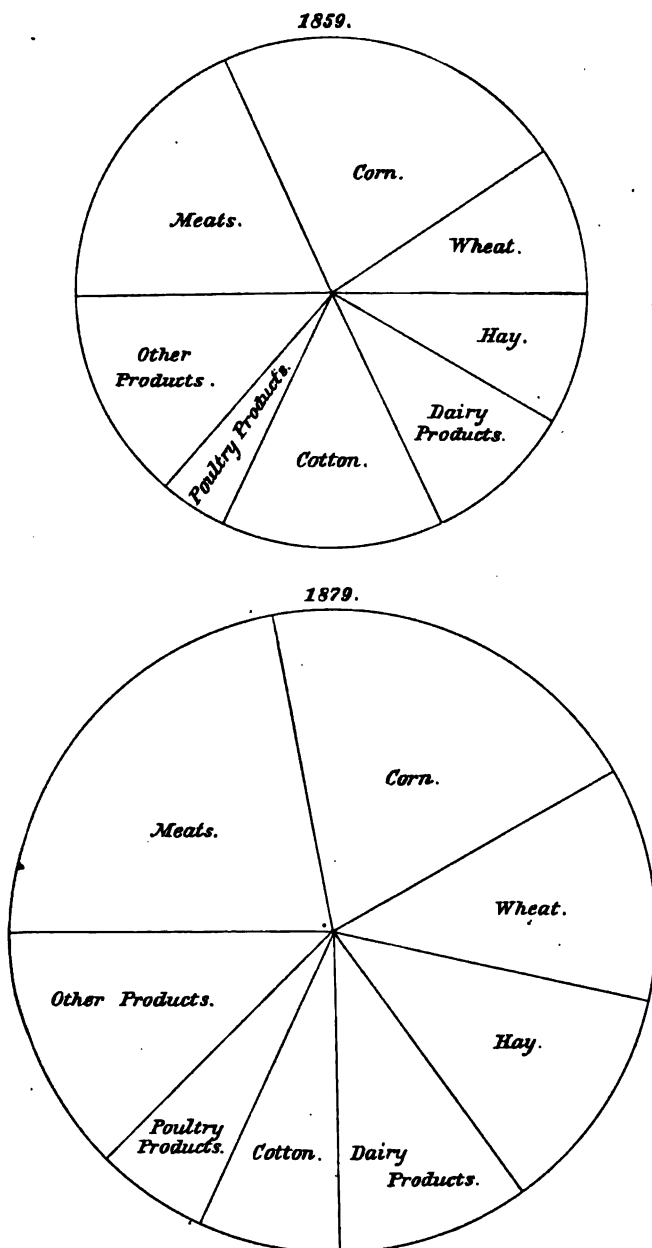 1859.
Corn.
Meats.
Wheat.
Other
Products.
Hay.
Poultry Products.
Dairy
Products.
Cotton.
1879.
Corn.
Meats.
Wheat.
Other Products.
Hay.
Poultry
Products.
Cotton.
Dairy
Products.